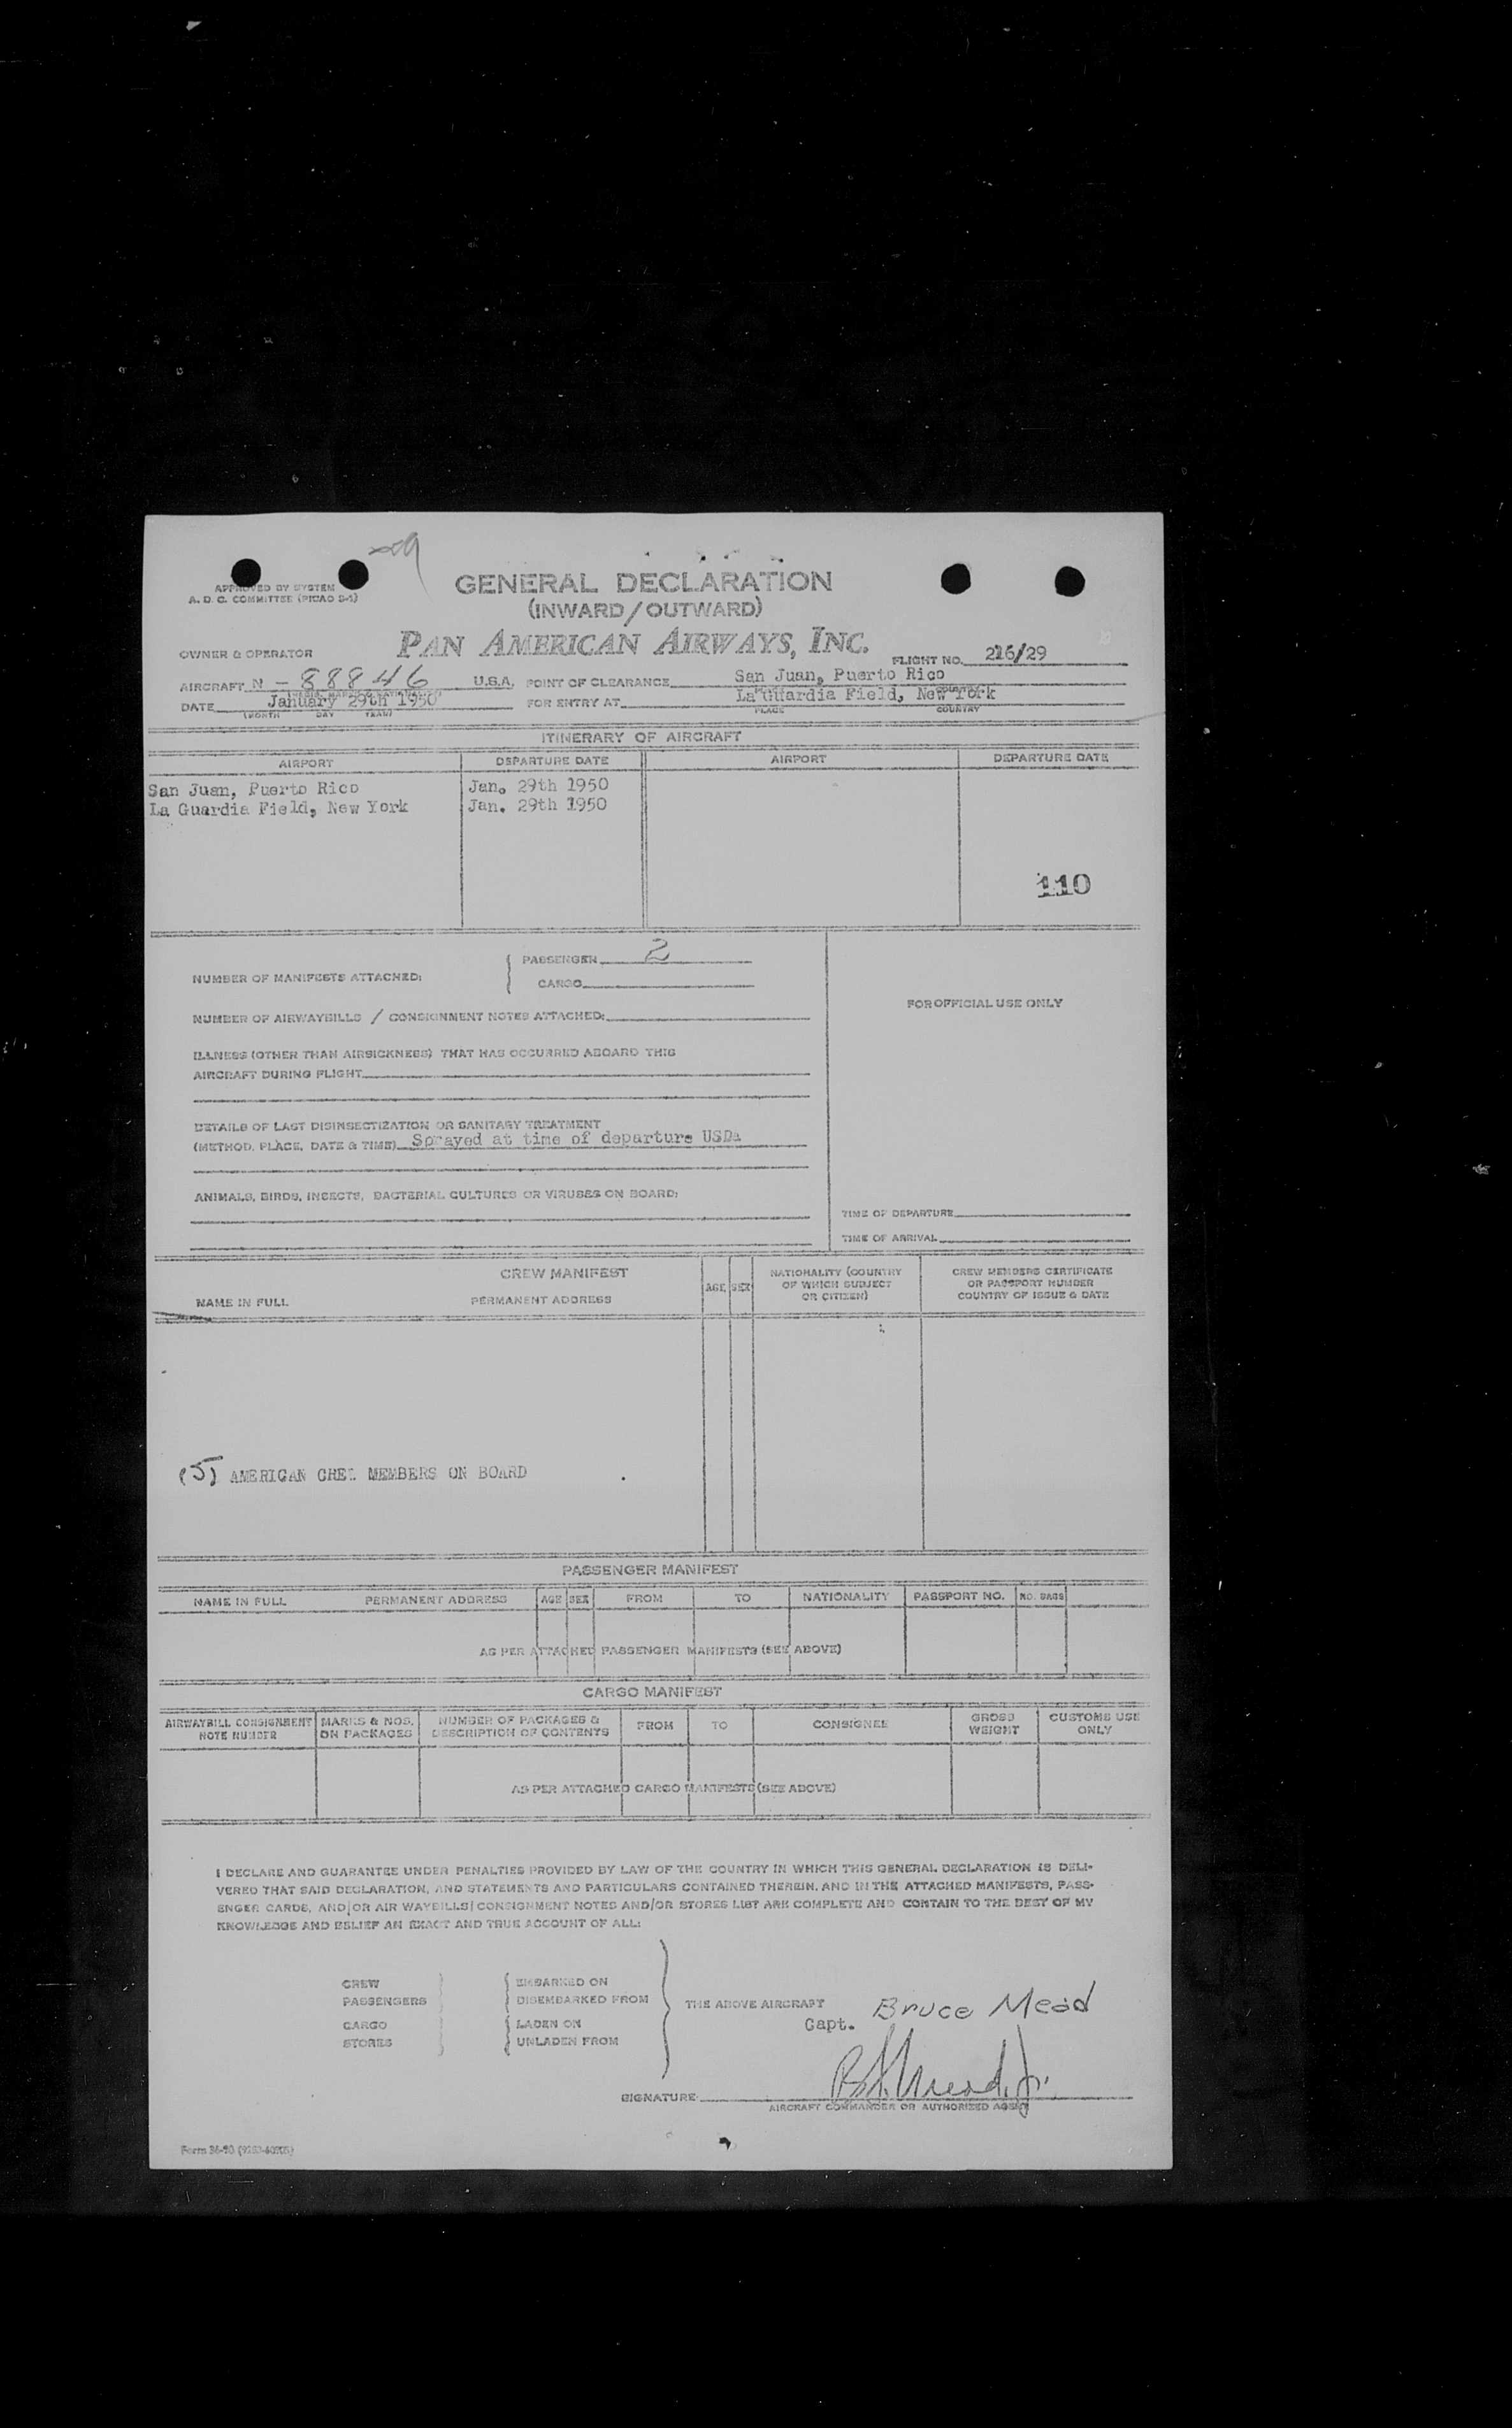 APPROVED BY SYSTEM
A. D. C. COMMITTEE (PICAO D-1)
GENERAL DECLARATION
(INWARD/OUTWARD)
OWNER & OPERATOR
PAN AMERICAN AIRWAYS, INC.
FLIGHT NO. 216/29
AIRCRAFT N - 88846 U.S.A. POINT OF CLEARANCE San Juan, Puerto Rico
DATE January 29th 1950 FOR ENTRY AT La Guardia Field, New York
(MONTH DAY YEAR) PLACE COUNTRY
ITINERARY OF AIRCRAFT
AIRPORT DEPARTURE DATE AIRPORT DEPARTURE DATE
San Juan, Puerto Rico Jan. 29th 1950
La Guardia Field, New York Jan. 29th 1950
110
NUMBER OF MANIFESTS ATTACHED:
PASSENGER 2
CARGO
FOR OFFICIAL USE ONLY
NUMBER OF AIRWAYBILLS / CONSIGNMENT NOTES ATTACHED:
ILLNESS (OTHER THAN AIRSICKNESS) THAT HAS OCCURRED ABOARD THIS
AIRCRAFT DURING FLIGHT
DETAILS OF LAST DISINSECTIZATION OR SANITARY TREATMENT
(METHOD, PLACE, DATE & TIME) Sprayed at time of departure USDa
ANIMALS, BIRDS, INSECTS, BACTERIAL CULTURES OR VIRUSES ON BOARD:
TIME OF DEPARTURE
TIME OF ARRIVAL
CREW MANIFEST
NAME IN FULL PERMANENT ADDRESS AGE SEX
NATIONALITY (COUNTRY
OF WHICH SUBJECT
OR CITIZEN)
CREW MEMBERS CERTIFICATE
OR PASSPORT NUMBER
COUNTRY OF ISSUE & DATE
(5) AMERICAN CREW MEMBERS ON BOARD
PASSENGER MANIFEST
NAME IN FULL PERMANENT ADDRESS AGE SEX FROM TO NATIONALITY PASSPORT NO. NO. BAGS
AS PER ATTACHED PASSENGER MANIFESTS (SEE ABOVE)
CARGO MANIFEST
AIRWAYBILL CONSIGNMENT
NOTE NUMBER
MARKS & NOS.
ON PACKAGES
NUMBER OF PACKAGES &
DESCRIPTION OF CONTENTS
FROM TO CONSIGNEE
GROSS
WEIGHT
CUSTOMS USE
ONLY
AS PER ATTACHED CARGO MANIFESTS (SEE ABOVE)
I DECLARE AND GUARANTEE UNDER PENALTIES PROVIDED BY LAW OF THE COUNTRY IN WHICH THIS GENERAL DECLARATION IS DELI-
VERED THAT SAID DECLARATION, AND STATEMENTS AND PARTICULARS CONTAINED THEREIN, AND IN THE ATTACHED MANIFESTS, PASS-
ENGER CARDS, AND/OR AIR WAYBILLS/CONSIGNMENT NOTES AND/OR STORES LIST ARE COMPLETE AND CONTAIN TO THE BEST OF MY
KNOWLEDGE AND BELIEF AN EXACT AND TRUE ACCOUNT OF ALL:
CREW
PASSENGERS
CARGO
STORES
EMBARKED ON
DISEMBARKED FROM
LADEN ON
UNLADEN FROM
THE ABOVE AIRCRAFT
Capt. Bruce Mead
SIGNATURE B. Mead, Jr.
AIRCRAFT COMMANDER OR AUTHORIZED AGENT